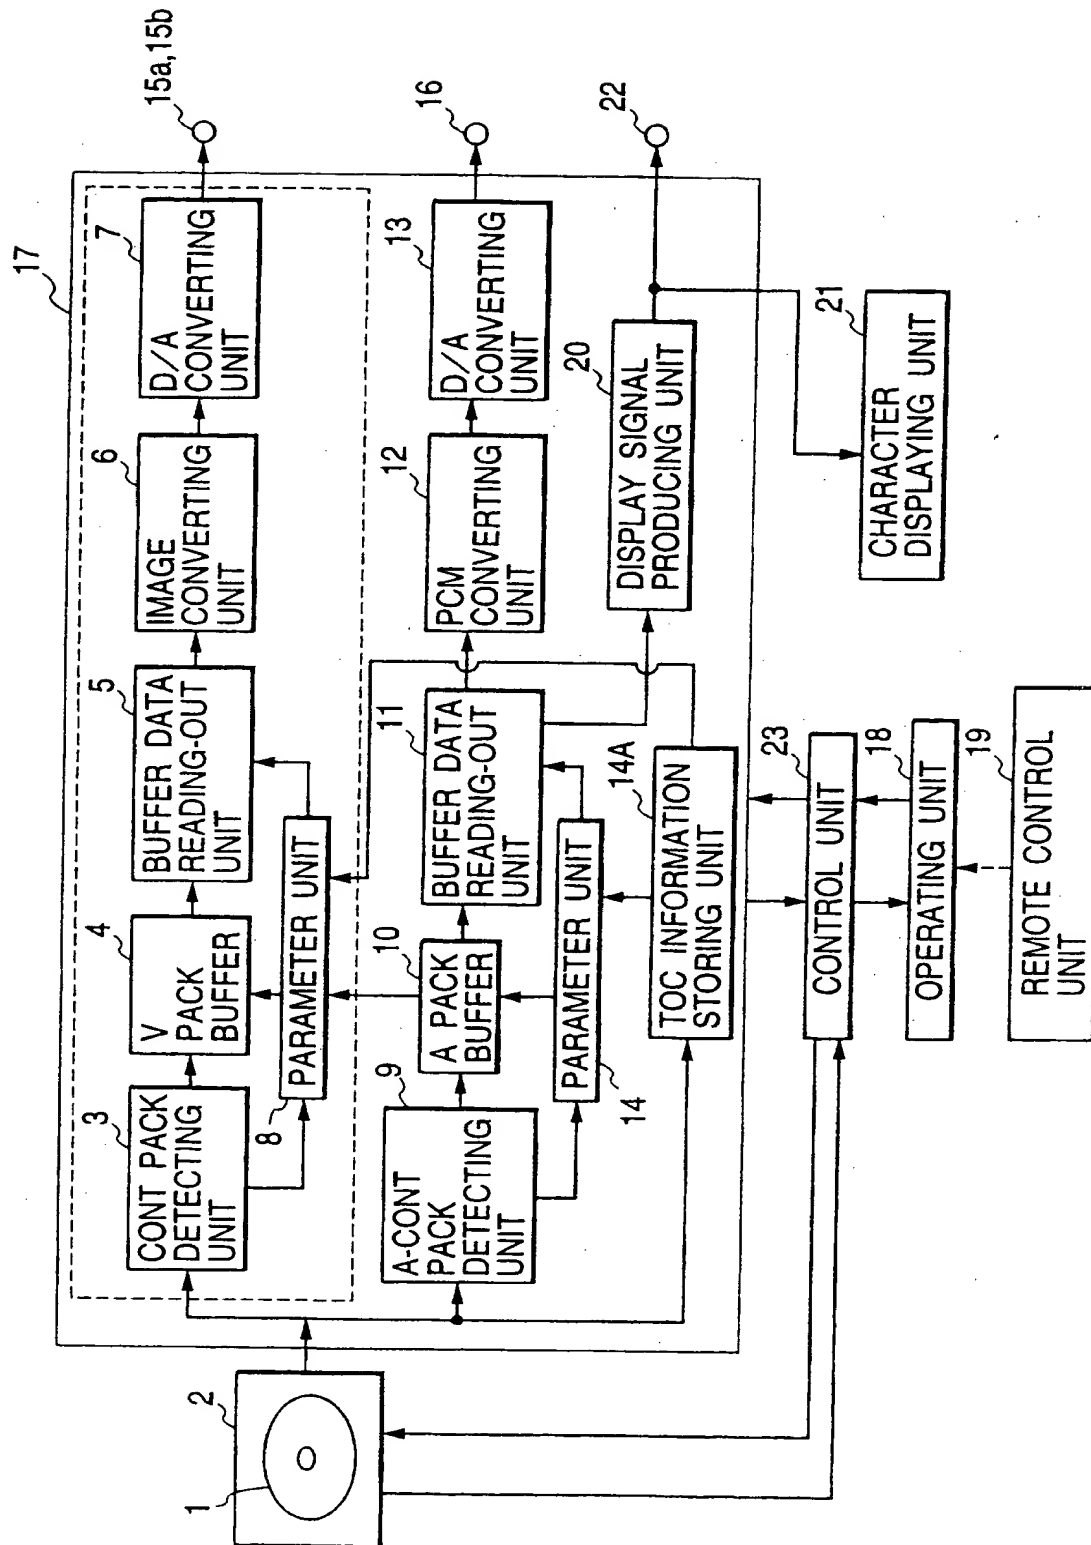 17
3
CONT PACK
DETECTING
UNIT
4
V
PACK
BUFFER
5
BUFFER DATA
READING-OUT
UNIT
6
IMAGE
CONVERTING
UNIT
7
D/A
CONVERTING
UNIT
15a,15b
8
PARAMETER UNIT
2
1
9
A-CONT
PACK
DETECTING
UNIT
10
A PACK
BUFFER
11
BUFFER DATA
READING-OUT
UNIT
12
PCM
CONVERTING
UNIT
13
D/A
CONVERTING
UNIT
16
14
PARAMETER UNIT
14A
TOC INFORMATION
STORING UNIT
20
DISPLAY SIGNAL
PRODUCING UNIT
22
21
CHARACTER
DISPLAYING UNIT
23
CONTROL UNIT
18
OPERATING UNIT
19
REMOTE CONTROL
UNIT